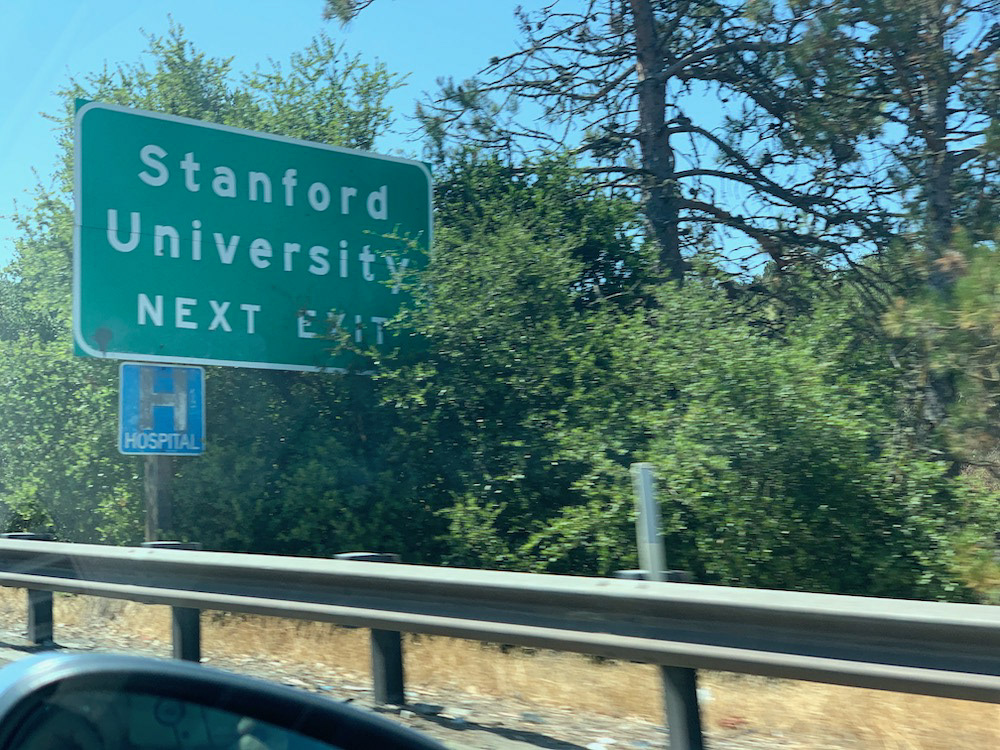 Stanford
University
NEXT EXIT
H
HOSPITAL